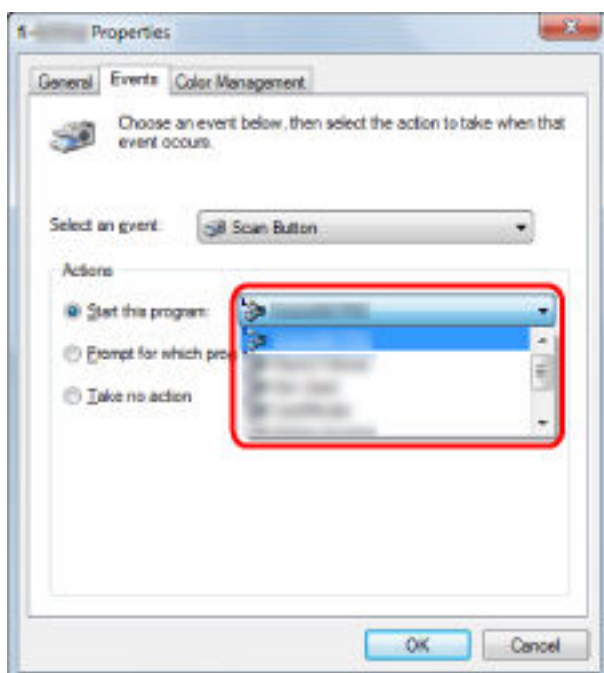 fi- Properties
General Events Color Management
Choose an event below, then select the action to take when that
event occurs.
Select an event: Scan Button
Actions
Start this program:
Prompt for which pro
Take no action
OK Cancel